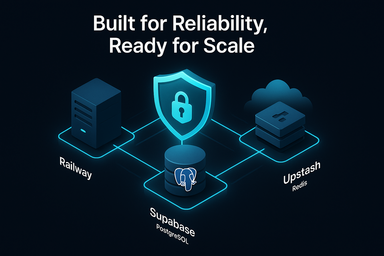 Built for Reliability,
Ready for Scale
Railway
Supabase
PostgreSQL
Upstash
Redis